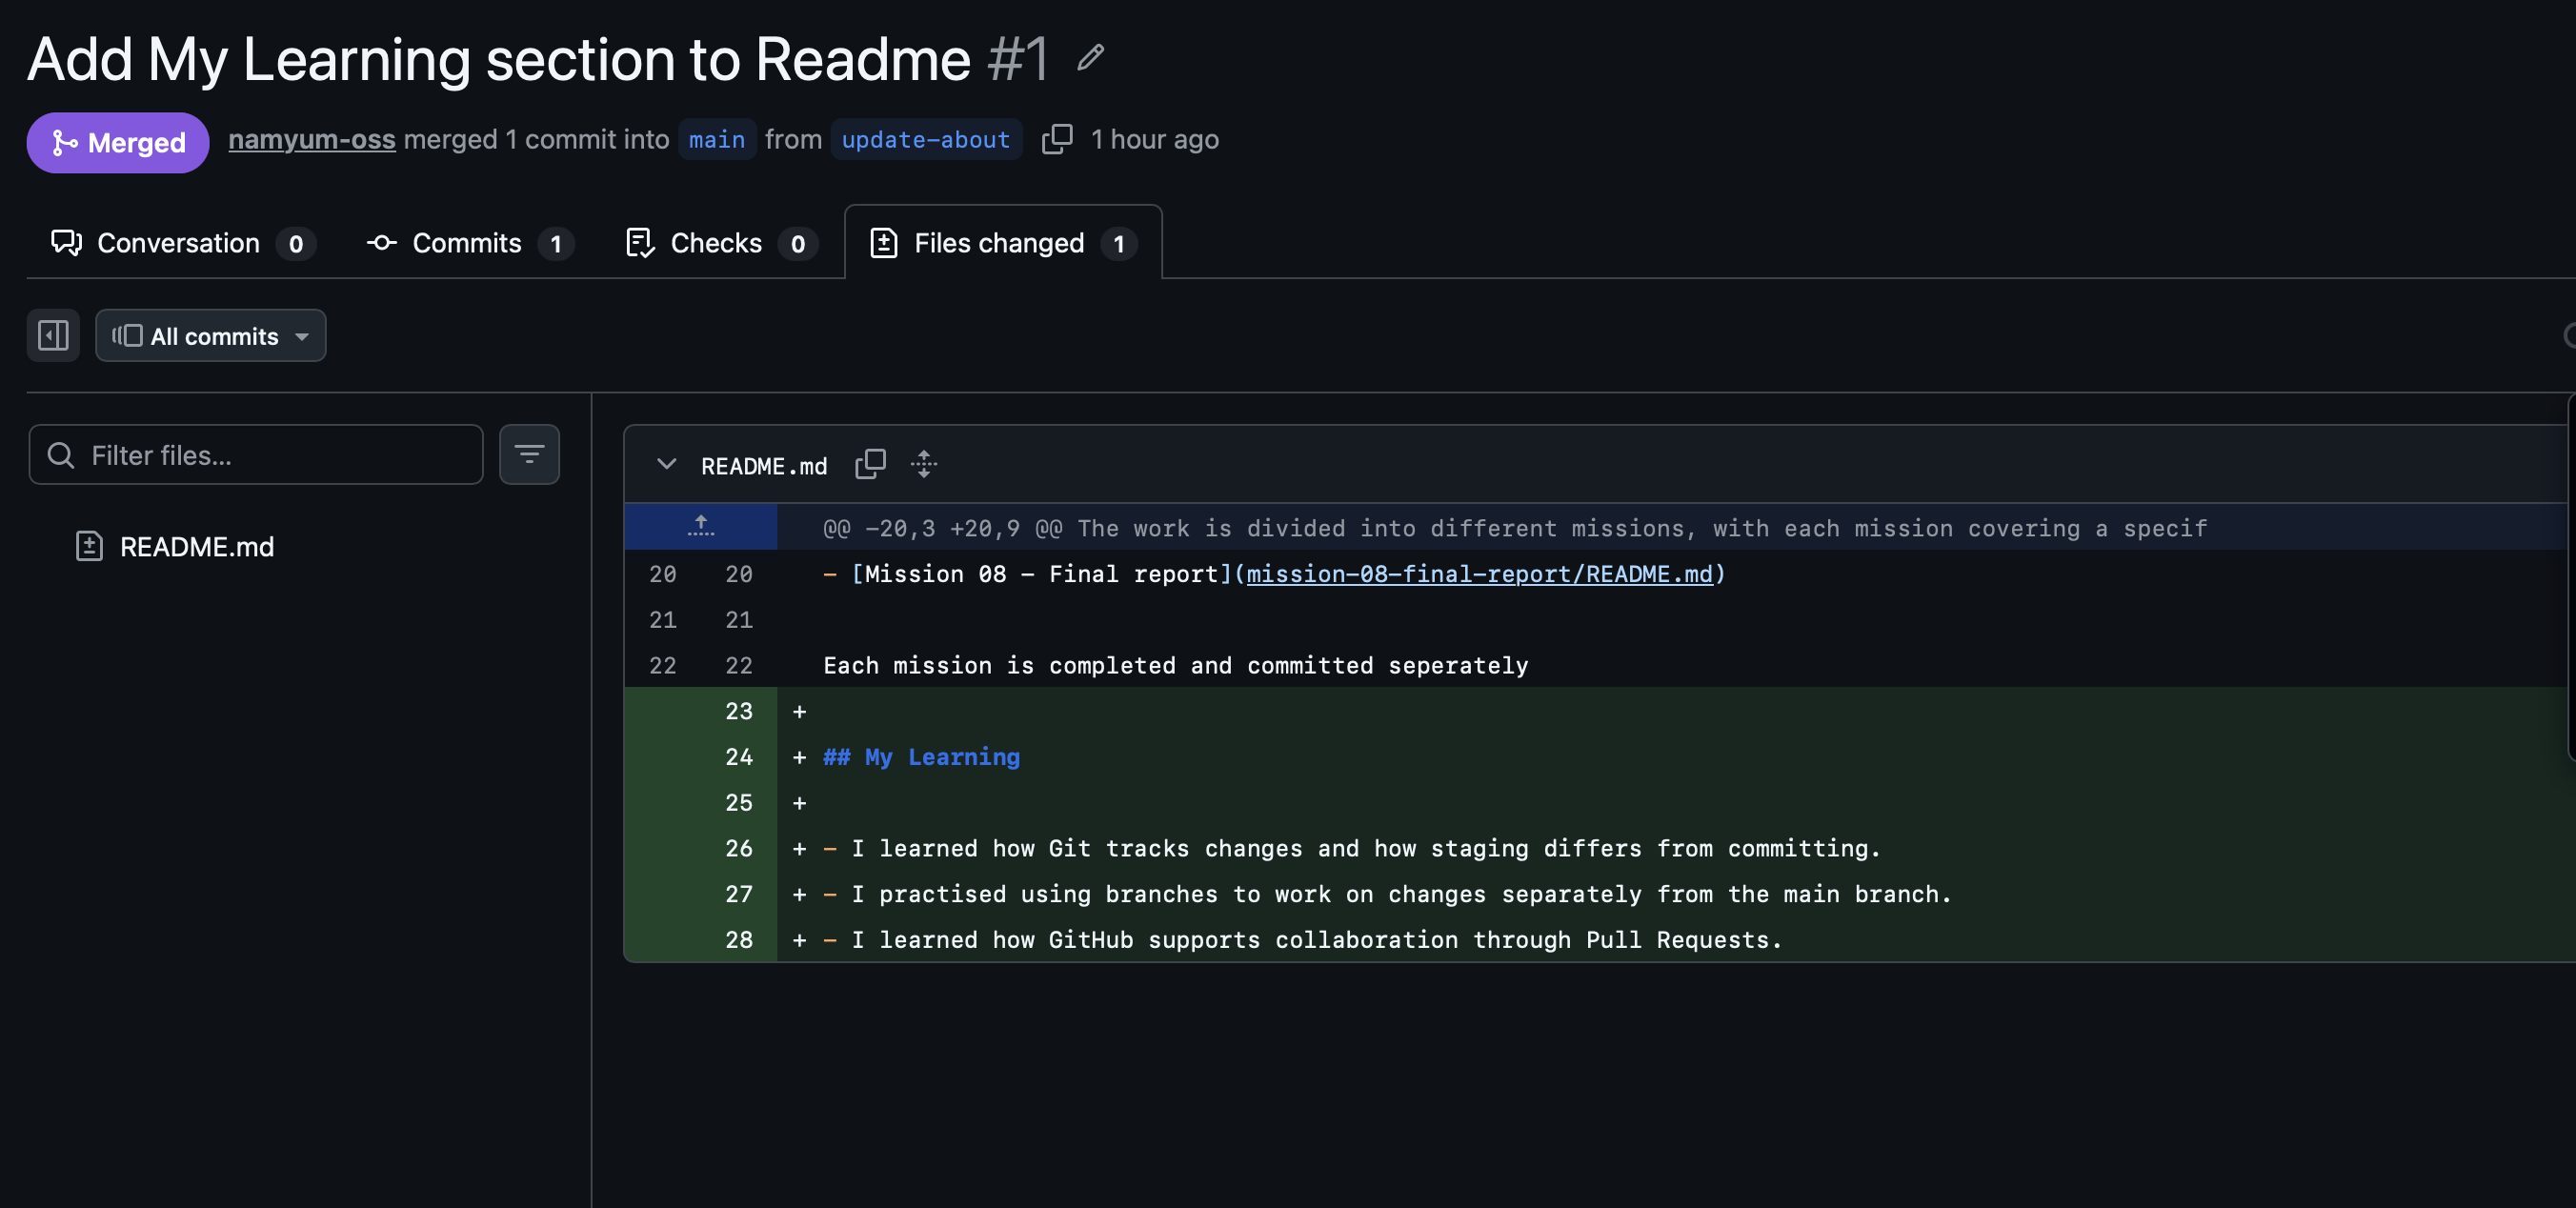 Add My Learning section to Readme #1
Merged namyum-oss merged 1 commit into main from update-about 1 hour ago
Conversation 0 Commits 1 Checks 0 Files changed 1
All commits
Filter files...
README.md
README.md
@@ -20,3 +20,9 @@ The work is divided into different missions, with each mission covering a specif
20 20 - [Mission 08 - Final report](mission-08-final-report/README.md)
21 21
22 22 Each mission is completed and committed seperately
23 +
24 + ## My Learning
25 +
26 + - I learned how Git tracks changes and how staging differs from committing.
27 + - I practised using branches to work on changes separately from the main branch.
28 + - I learned how GitHub supports collaboration through Pull Requests.